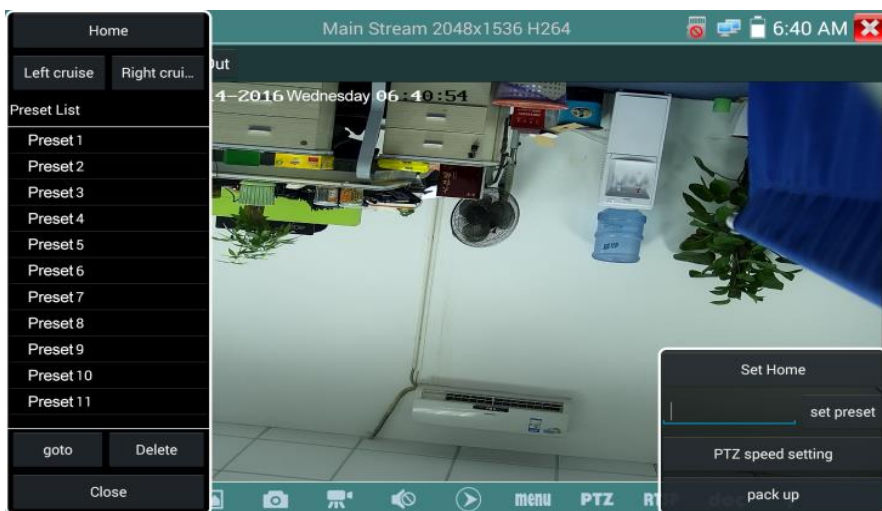 Home
Main Stream 2048x1536 H264
6:40 AM
Left cruise
Right crui...
Out
4-2016 Wednesday 06:40:54
Preset List
Preset 1
Preset 2
Preset 3
Preset 4
Preset 5
Preset 6
Preset 7
Preset 8
Preset 9
Preset 10
Preset 11
Set Home
set preset
goto
Delete
PTZ speed setting
Close
menu
PTZ
pack up